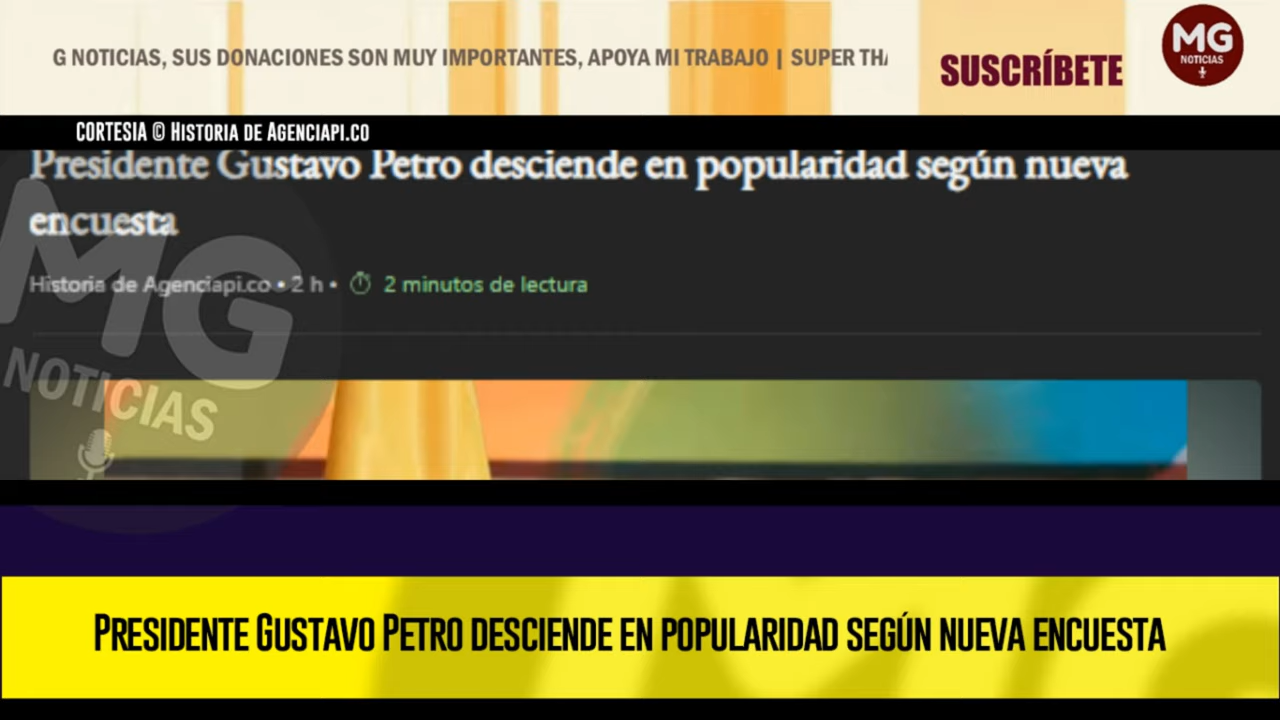 G NOTICIAS, SUS DONACIONES SON MUY IMPORTANTES, APOYA MI TRABAJO | SUPER THA
SUSCRÍBETE
MG
NOTICIAS
CORTESIA © HISTORIA DE AGENCIAPI.CO
Presidente Gustavo Petro desciende en popularidad según nueva
encuesta
Historia de Agenciapi.co • 2 h • 2 minutos de lectura
MG
NOTICIAS
PRESIDENTE GUSTAVO PETRO DESCIENDE EN POPULARIDAD SEGÚN NUEVA ENCUESTA